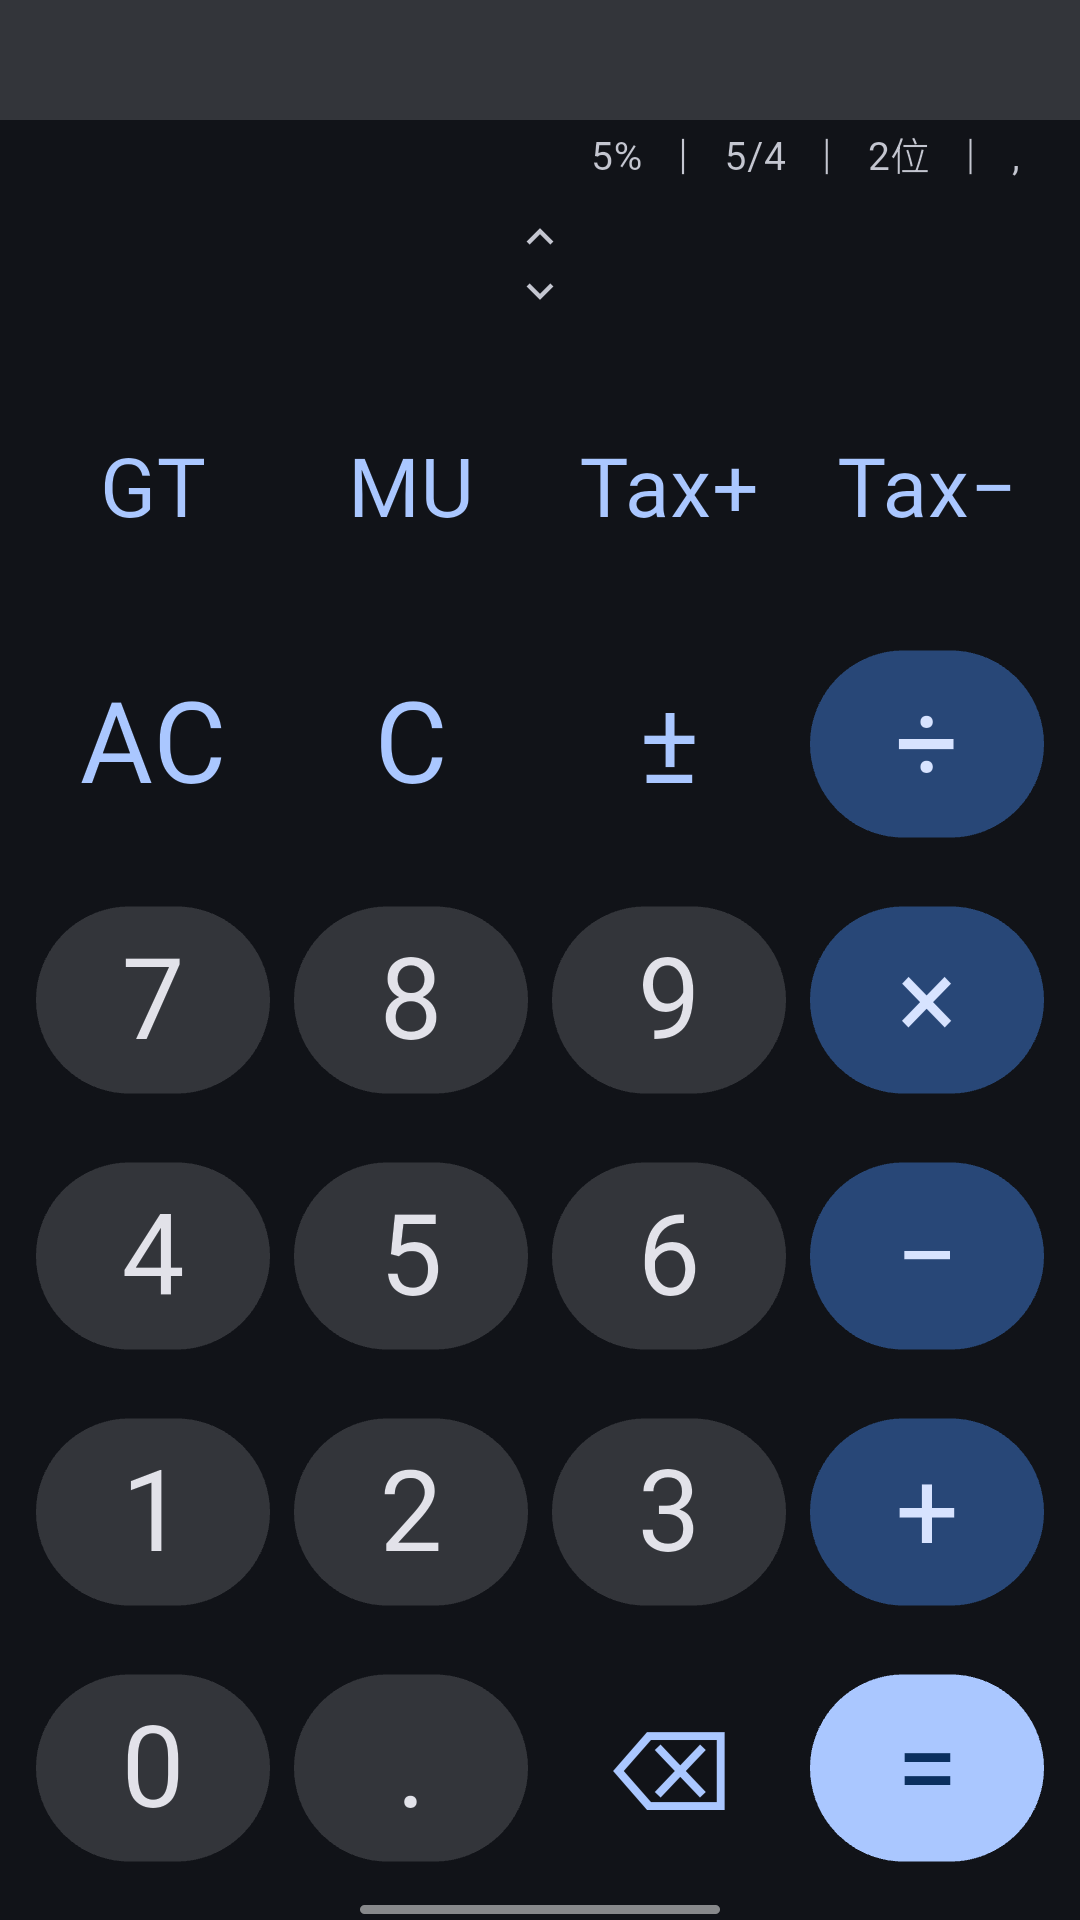 5% | 5/4 | 2位 | ,
GT MU Tax+ Tax−
AC C ± ÷
7 8 9 ×
4 5 6 −
1 2 3 +
0 . =